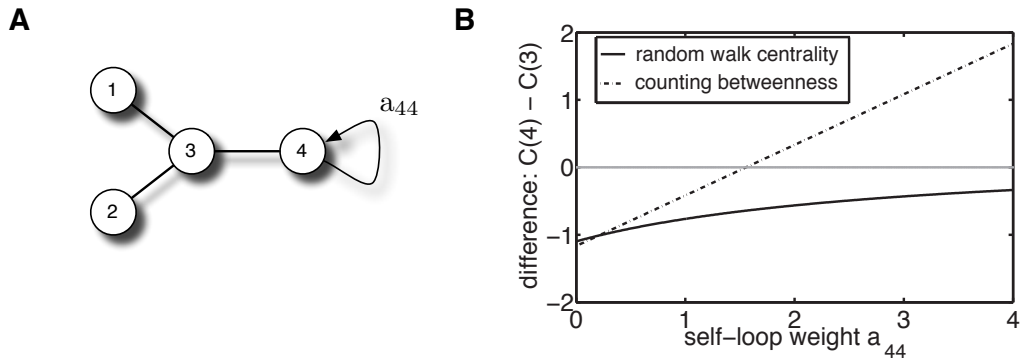 A
1
2
3
4
a44
B
difference: C(4) − C(3)
2
1
0
−1
−2
random walk centrality
counting betweenness
0 1 2 3 4
self−loop weight a 44